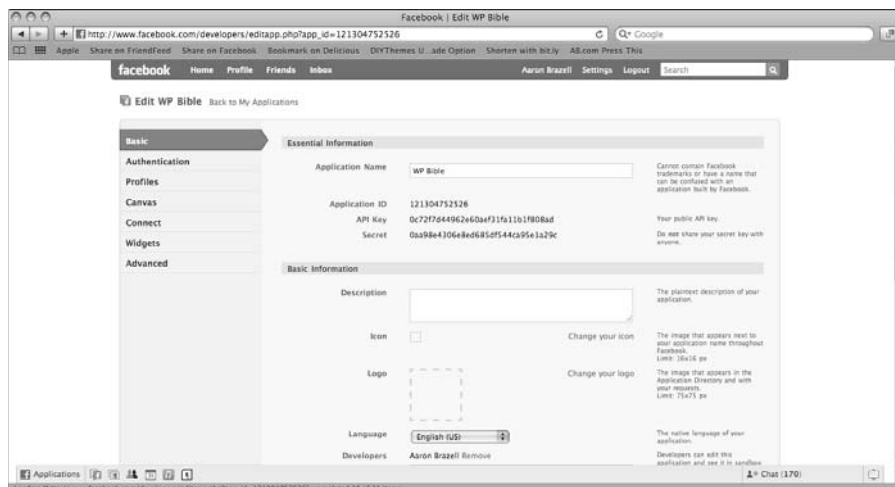 Facebook | Edit WP Bible
http://www.facebook.com/developers/editapp.php?app_id=121304752526
Google
Apple Share on FriendFeed Share on Facebook Bookmark on Delicious DIYThemes U...ade Option Shorten with bit.ly AB.com Press This
facebook Home Profile Friends Inbox Aaron Brazell Settings Logout Search
Edit WP Bible Back to My Applications
Basic
Authentication
Profiles
Canvas
Connect
Widgets
Advanced
Essential Information
Application Name WP Bible
Cannot contain Facebook
trademarks or have a name that
can be confused with an
application built by Facebook.
Application ID 121304752526
API Key 0c72f7d44962e60aef31fa11b1f808ad Your public API key.
Secret 0aa98e4306e8ed685df544ca95e3a29c
Do not share your secret key with
anyone.
Basic Information
Description
The plaintext description of your
application.
Icon Change your icon
The image that appears next to
your application name throughout
Facebook.
Limit: 16x16 px
Logo Change your logo
The image that appears in the
Application Directory and with
your requests.
Limit: 75x75 px
Language English (US)
The native language of your
application.
Developers Aaron Brazell Remove
Developers can edit this
application and see it in sandbox
Applications
Chat (170)